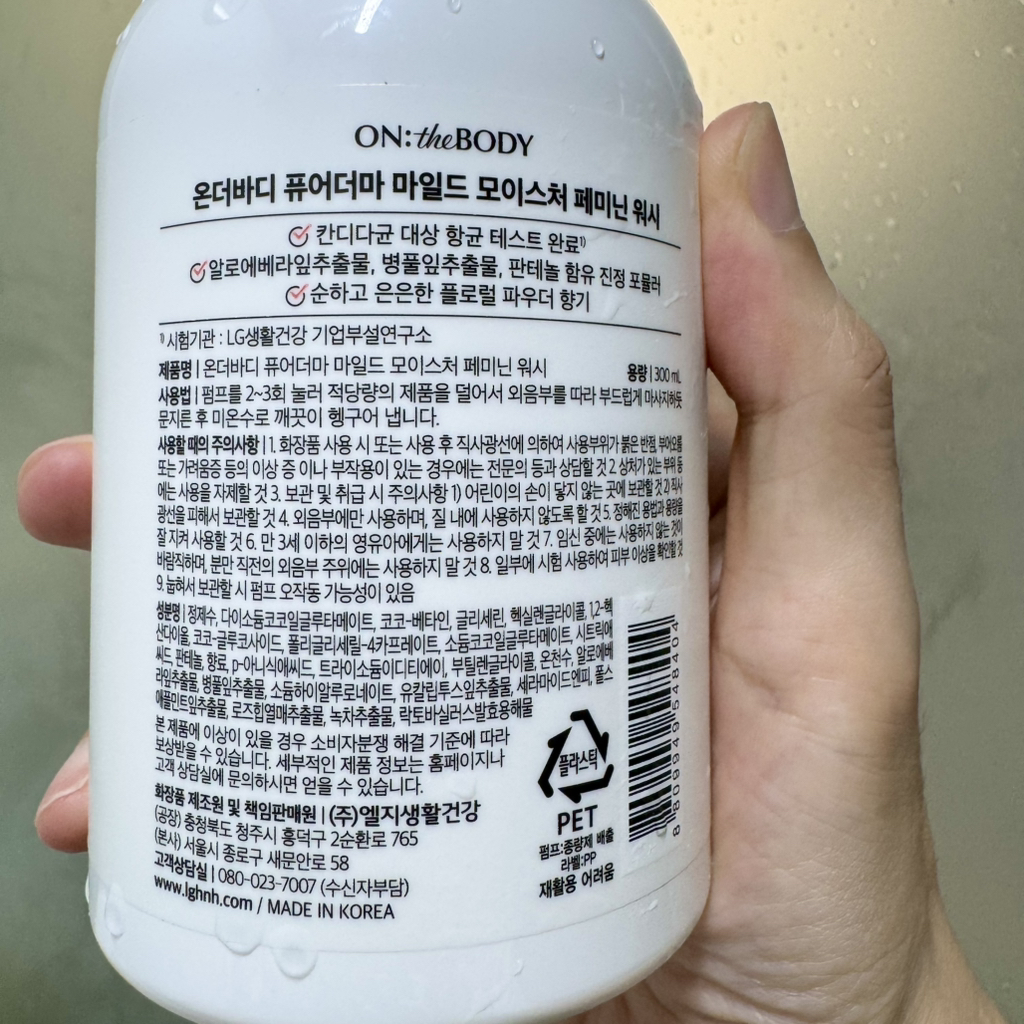 ON:theBODY
온더바디 퓨어더마 마일드 모이스처 페미닌 워시
칸디다균 대상 항균 테스트 완료1)
알로에베라잎추출물, 병풀잎추출물, 판테놀 함유 진정 포뮬러
순하고 은은한 플로럴 파우더 향기
1) 시험기관 : LG생활건강 기업부설연구소
제품명 | 온더바디 퓨어더마 마일드 모이스처 페미닌 워시 용량 | 300 mL
사용법 | 펌프를 2~3회 눌러 적당량의 제품을 덜어서 외음부를 따라 부드럽게 마사지하듯
문지른 후 미온수로 깨끗이 헹구어 냅니다.
사용할 때의 주의사항 | 1. 화장품 사용 시 또는 사용 후 직사광선에 의하여 사용부위가 붉은 반점, 부어오름
또는 가려움증 등의 이상 증 이나 부작용이 있는 경우에는 전문의 등과 상담할 것 2. 상처가 있는 부위 등
에는 사용을 자제할 것 3. 보관 및 취급 시 주의사항 1) 어린이의 손이 닿지 않는 곳에 보관할 것 2) 직사
광선을 피해서 보관할 것 4. 외음부에만 사용하며, 질 내에 사용하지 않도록 할 것 5. 정해진 용법과 용량을
잘 지켜 사용할 것 6. 만 3세 이하의 영유아에게는 사용하지 말 것 7. 임신 중에는 사용하지 않는 것이
바람직하며, 분만 직전의 외음부 주위에는 사용하지 말 것 8. 일부에 시험 사용하여 피부 이상을 확인할 것
9. 눕혀서 보관할 시 펌프 오작동 가능성이 있음
성분명 | 정제수, 다이소듐코코일글루타메이트, 코코-베타인, 글리세린, 헥실렌글라이콜, 1,2-헥
산다이올, 코코-글루코사이드, 폴리글리세릴-4카프레이트, 소듐코코일글루타메이트, 시트릭애
씨드, 판테놀, 향료, p-아니식애씨드, 트라이소듐이디티에이, 부틸렌글라이콜, 온천수, 알로에베
라잎추출물, 병풀잎추출물, 소듐하이알루로네이트, 유칼립투스잎추출물, 세라마이드엔피, 폴스
애플민트잎추출물, 로즈힙열매추출물, 녹차추출물, 락토바실러스발효용해물
본 제품에 이상이 있을 경우 소비자분쟁 해결 기준에 따라
보상받을 수 있습니다. 세부적인 제품 정보는 홈페이지나
고객 상담실에 문의하시면 얻을 수 있습니다.
화장품 제조원 및 책임판매원 | (주)엘지생활건강
(공장) 충청북도 청주시 흥덕구 2순환로 765
(본사) 서울시 종로구 새문안로 58
고객상담실 | 080-023-7007 (수신자부담)
www.lghnh.com / MADE IN KOREA
플라스틱
PET
펌프:종량제 배출
라벨:PP
재활용 어려움
8 809949 548404